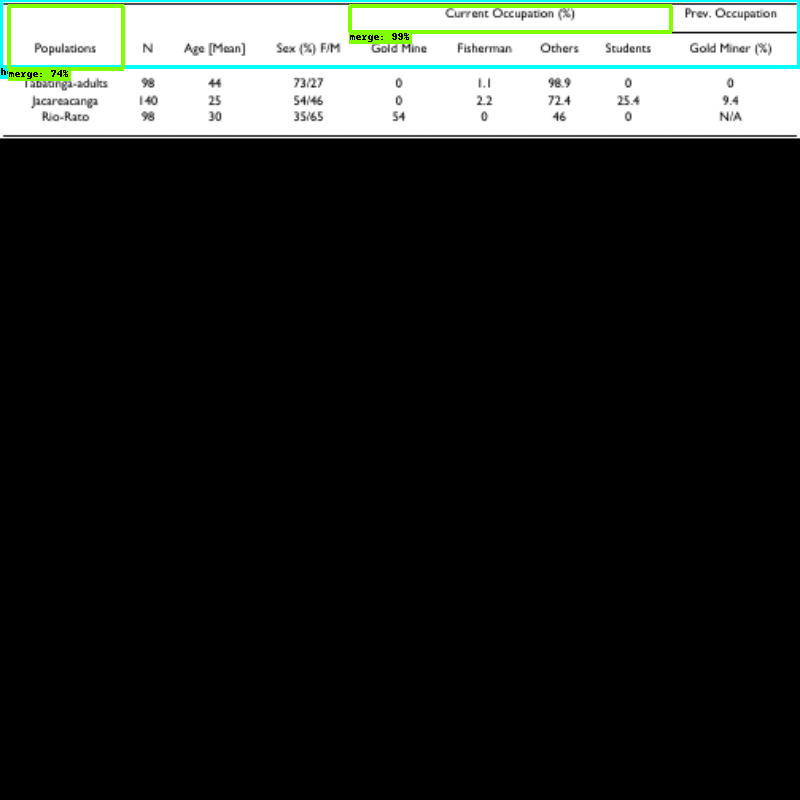 Current Occupation (%) Prev. Occupation
merge: 99%
Populations N Age [Mean] Sex (%) F/M Gold Mine Fisherman Others Students Gold Miner (%)
merge: 74%
Tabatinga-adults 98 44 73/27 0 1.1 98.9 0 0
Jacareacanga 140 25 54/46 0 2.2 72.4 25.4 9.4
Rio-Rato 98 30 35/65 54 0 46 0 N/A